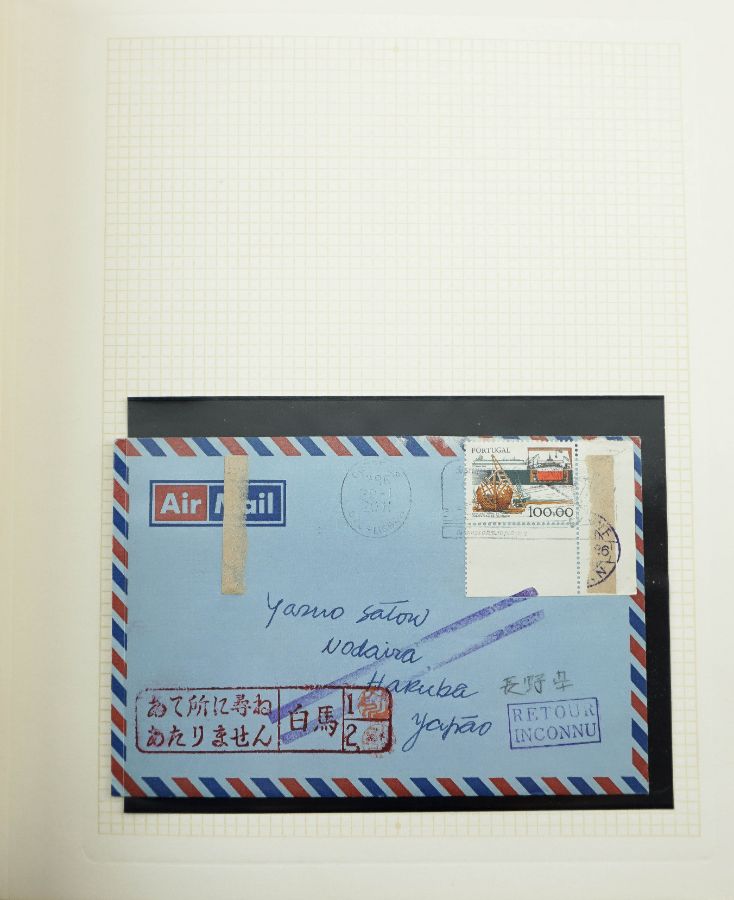 Air Mail
PORTUGAL
100$00
Yasuo Satow
Nodaira
Hakuba
Yapão
長野県
RETOUR
INCONNU
あて所に尋ね
あたりません
白馬
1
2